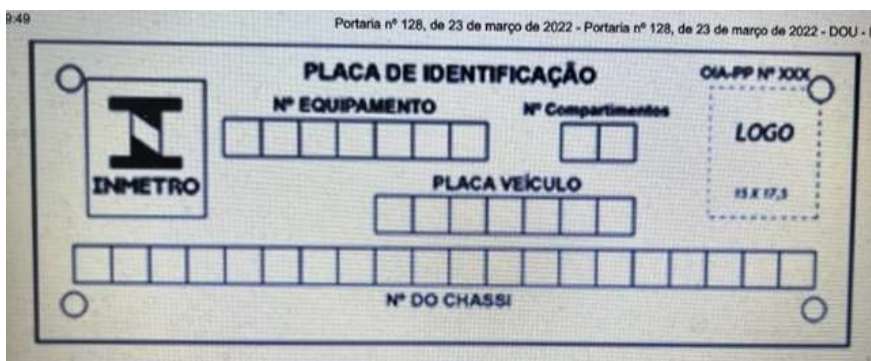 9:49
Portaria nº 128, de 23 de março de 2022 - Portaria nº 128, de 23 de março de 2022 - DOU -
PLACA DE IDENTIFICAÇÃO
OIA-PP Nº XXX
Nº EQUIPAMENTO
Nº Compartimentos
LOGO
INMETRO
PLACA VEÍCULO
15 X 17,5
Nº DO CHASSI